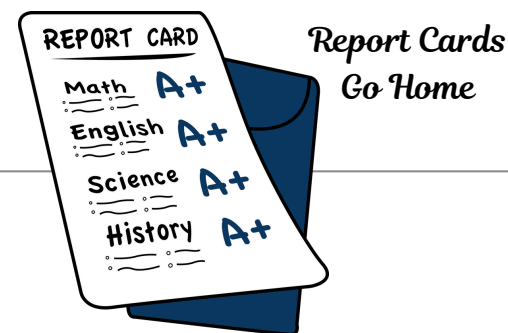 REPORT CARD
Math A+
English A+
Science A+
History A+
Report Cards
Go Home